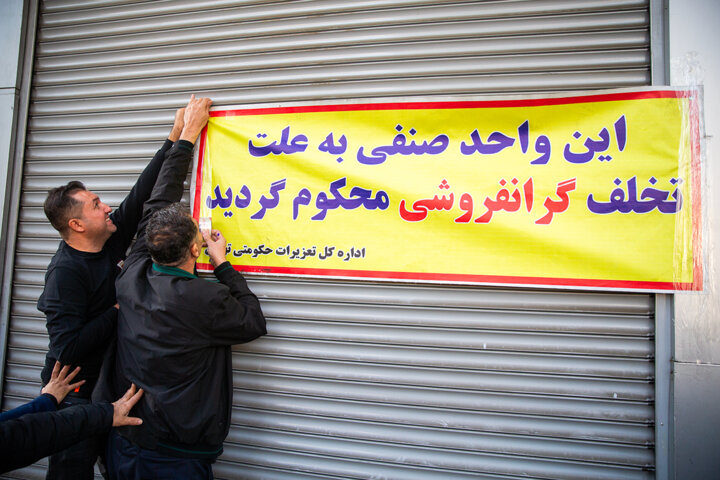 این واحد صنفی به علت
تخلف گرانفروشی محکوم گردید
اداره کل تعزیرات حکومتی